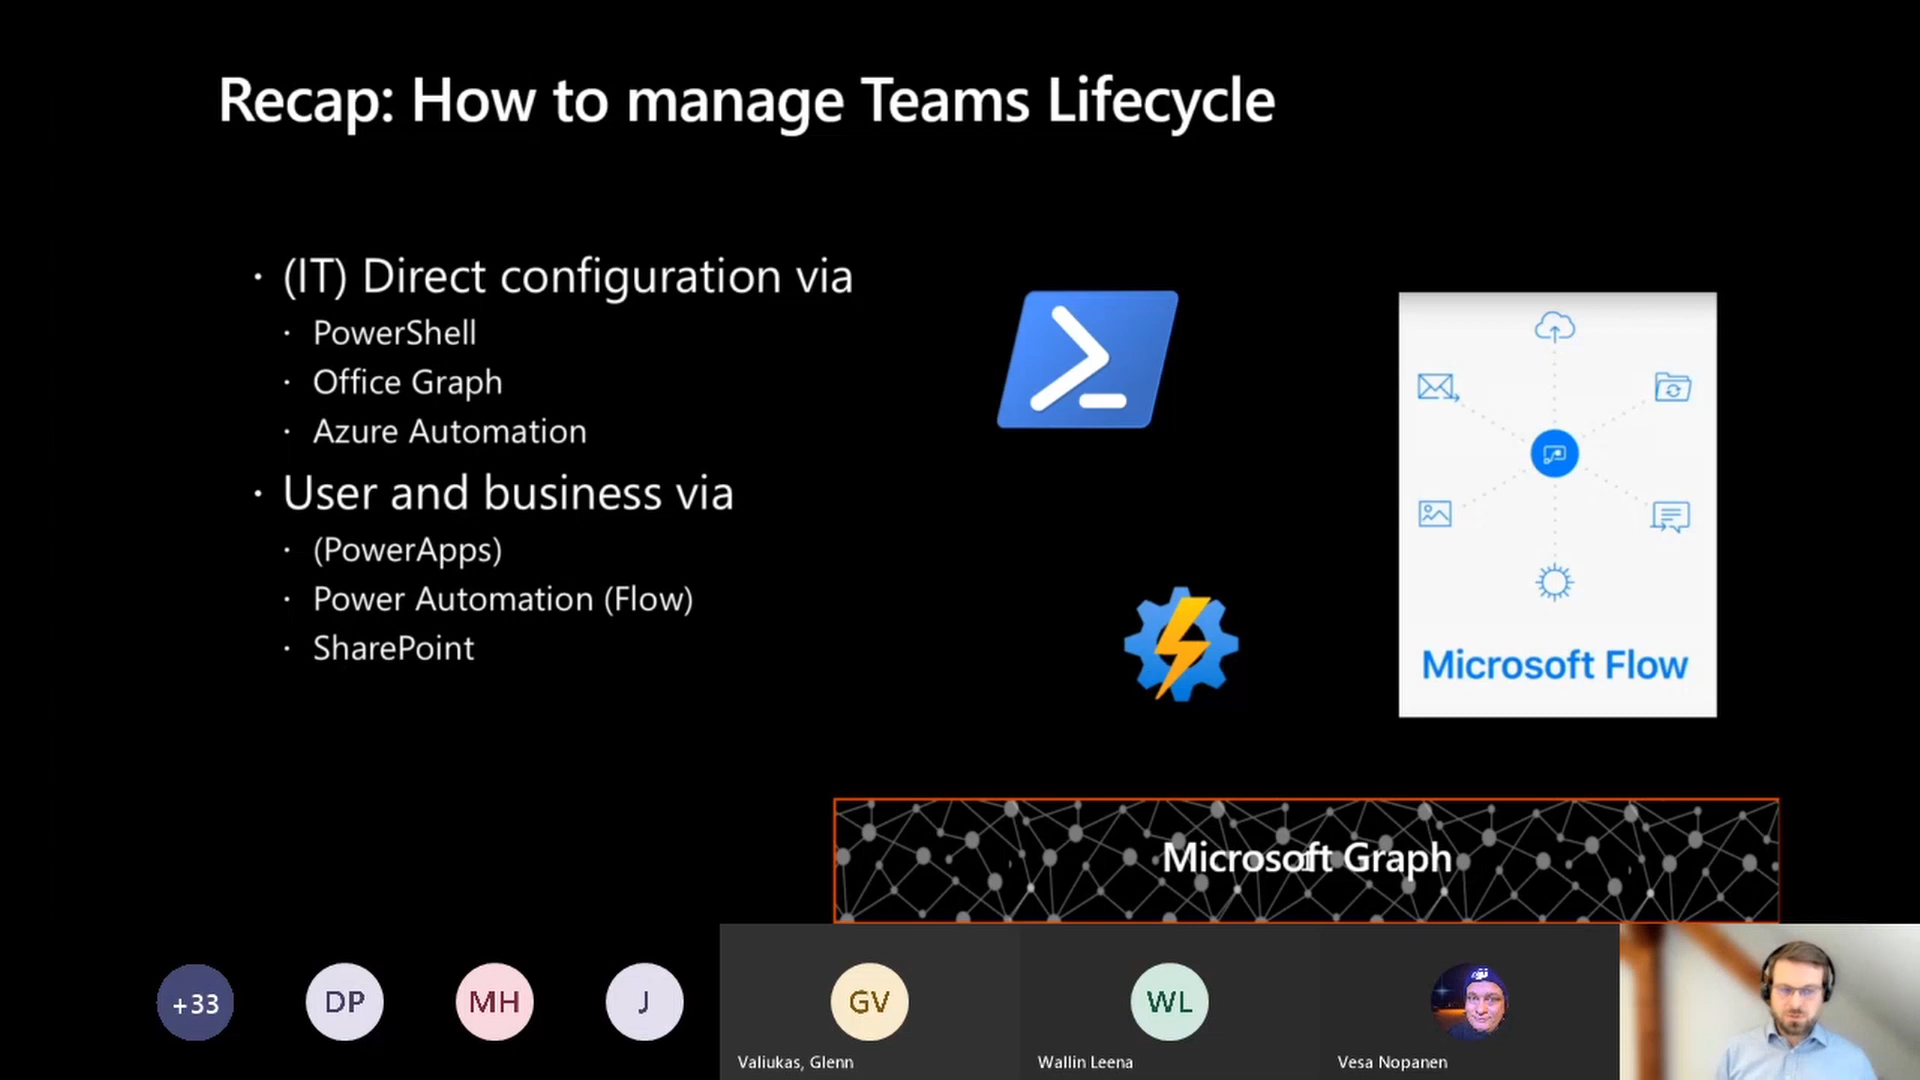 Recap: How to manage Teams Lifecycle
(IT) Direct configuration via
PowerShell
Office Graph
Azure Automation
User and business via
(PowerApps)
Power Automation (Flow)
SharePoint
Microsoft Flow
Microsoft Graph
+33
DP
MH
J
GV
WL
Valiukas, Glenn
Wallin Leena
Vesa Nopanen